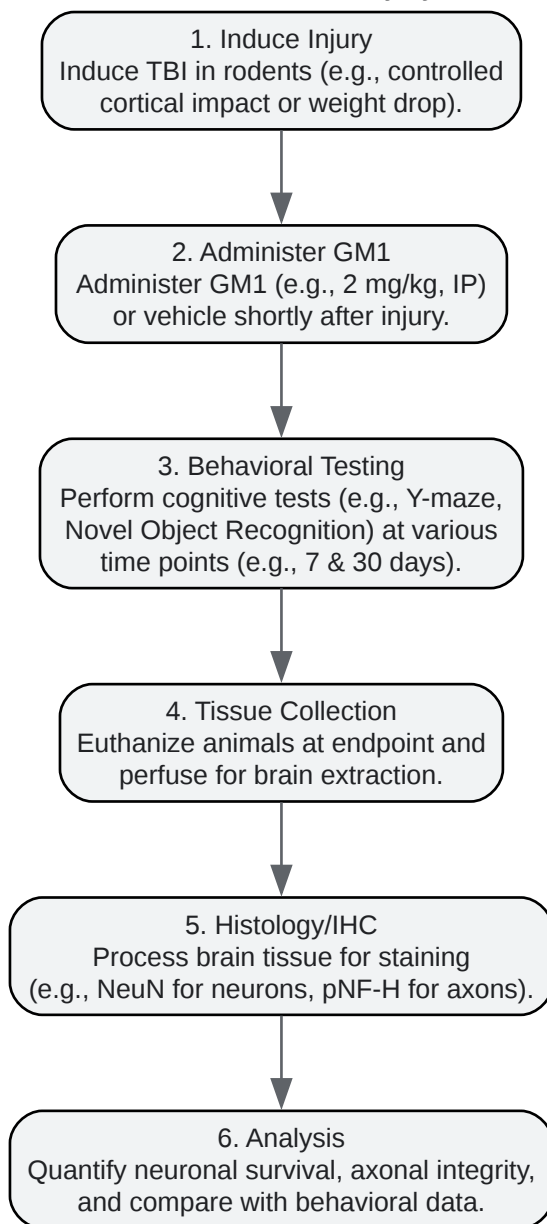 1. Induce Injury
Induce TBI in rodents (e.g., controlled
cortical impact or weight drop).
2. Administer GM1
Administer GM1 (e.g., 2 mg/kg, IP)
or vehicle shortly after injury.
3. Behavioral Testing
Perform cognitive tests (e.g., Y-maze,
Novel Object Recognition) at various
time points (e.g., 7 & 30 days).
4. Tissue Collection
Euthanize animals at endpoint and
perfuse for brain extraction.
5. Histology/IHC
Process brain tissue for staining
(e.g., NeuN for neurons, pNF-H for axons).
6. Analysis
Quantify neuronal survival, axonal integrity,
and compare with behavioral data.